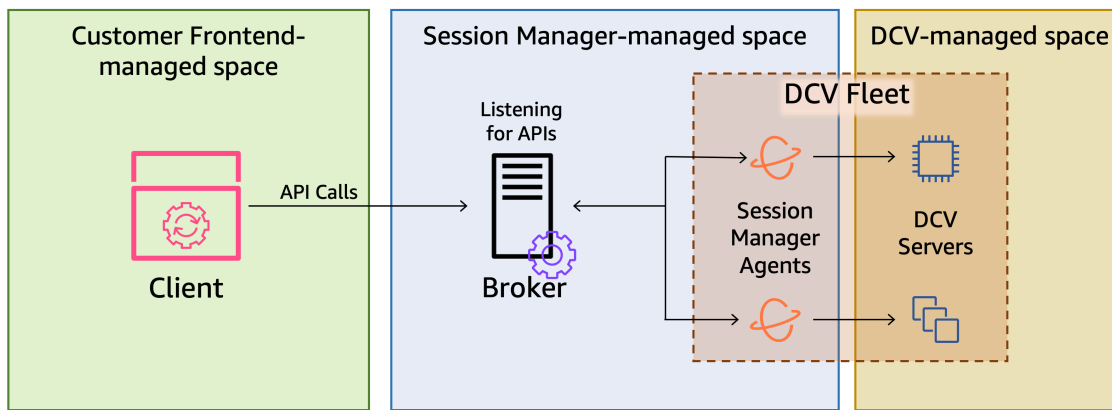 Customer Frontend-
managed space
Session Manager-managed space
DCV-managed space
DCV Fleet
Listening
for APIs
API Calls
Session
Manager
Agents
DCV
Servers
Client
Broker